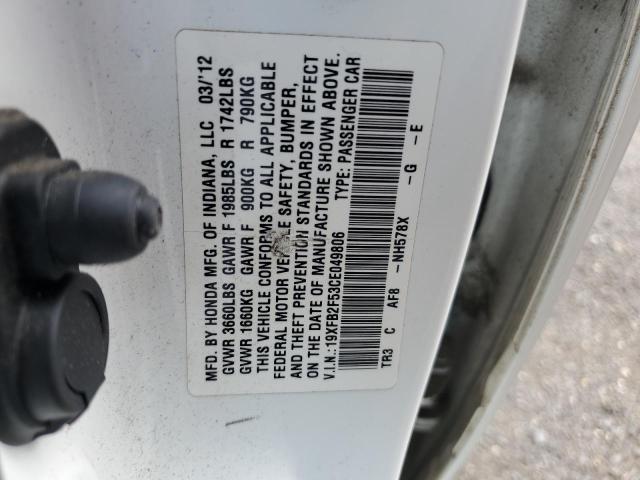 MFD. BY HONDA MFG. OF INDIANA, LLC 03/'12
GVWR 3660LBS GAWR F 1985LBS R 1742LBS
GVWR 1660KG GAWR F 900KG R 790KG
THIS VEHICLE CONFORMS TO ALL APPLICABLE
FEDERAL MOTOR VEHICLE SAFETY, BUMPER,
AND THEFT PREVENTION STANDARDS IN EFFECT
ON THE DATE OF MANUFACTURE SHOWN ABOVE.
V.I.N.: 19XFB2F53CE049806 TYPE: PASSENGER CAR
TR3 C AF8 -NH578X -G -E